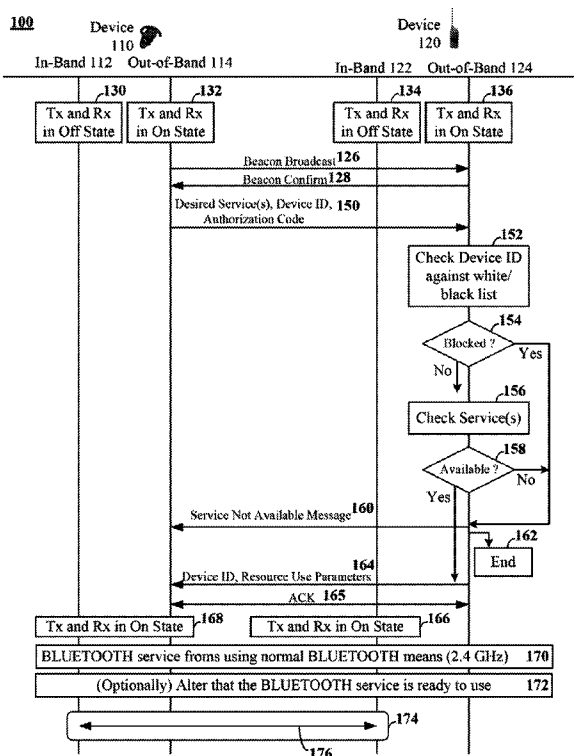 100
Device
110
Device
120
In-Band 112
Out-of-Band 114
In-Band 122
Out-of-Band 124
130
132
134
136
Tx and Rx
in Off State
Tx and Rx
in On State
Tx and Rx
in Off State
Tx and Rx
in On State
Beacon Broadcast 126
Beacon Confirm 128
Desired Service(s), Device ID, 150
Authorization Code
152
Check Device ID
against white/
black list
154
Blocked ?
Yes
No
156
Check Service(s)
158
Available ?
No
Yes
Service Not Available Message 160
162
End
164
Device ID, Resource Use Parameters
ACK 165
Tx and Rx in On State
168
Tx and Rx in On State
166
BLUETOOTH service froms using normal BLUETOOTH means (2.4 GHz) 170
(Optionally) Alter that the BLUETOOTH service is ready to use 172
174
176